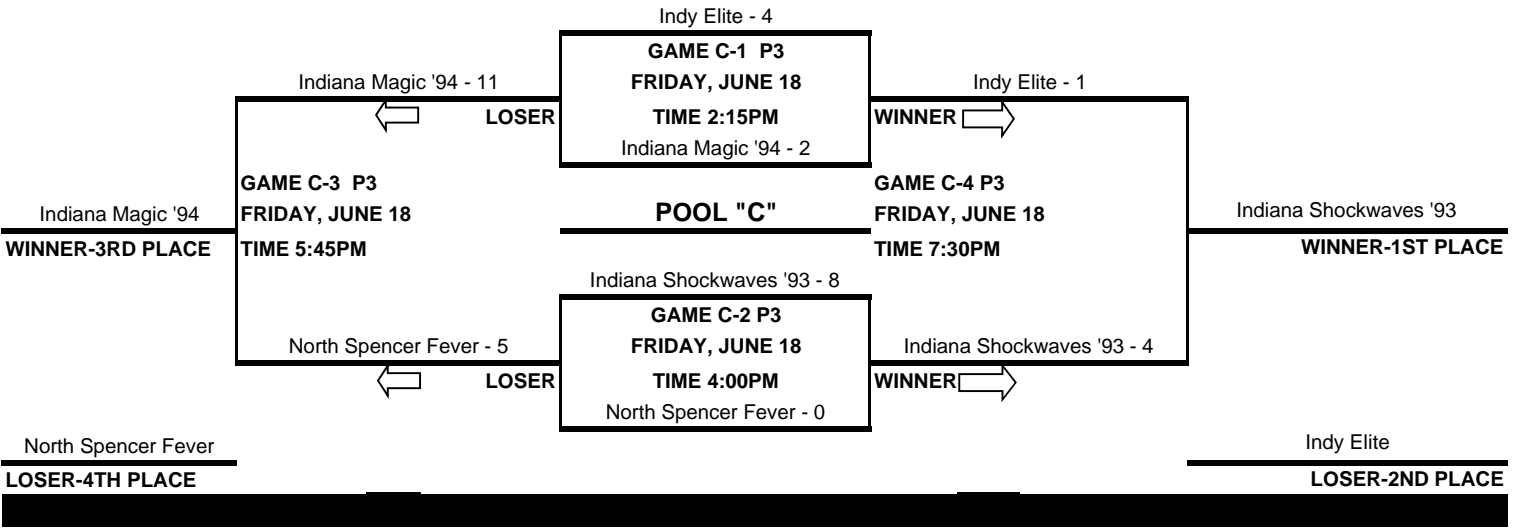 Indy Elite - 4
GAME C-1 P3
Indiana Magic '94 - 11
FRIDAY, JUNE 18
Indy Elite - 1
LOSER
TIME 2:15PM
WINNER
Indiana Magic '94 - 2
GAME C-3 P3
GAME C-4 P3
Indiana Magic '94
FRIDAY, JUNE 18
POOL "C"
FRIDAY, JUNE 18
Indiana Shockwaves '93
WINNER-3RD PLACE
TIME 5:45PM
TIME 7:30PM
WINNER-1ST PLACE
Indiana Shockwaves '93 - 8
GAME C-2 P3
North Spencer Fever - 5
FRIDAY, JUNE 18
Indiana Shockwaves '93 - 4
LOSER
TIME 4:00PM
WINNER
North Spencer Fever - 0
North Spencer Fever
Indy Elite
LOSER-4TH PLACE
LOSER-2ND PLACE